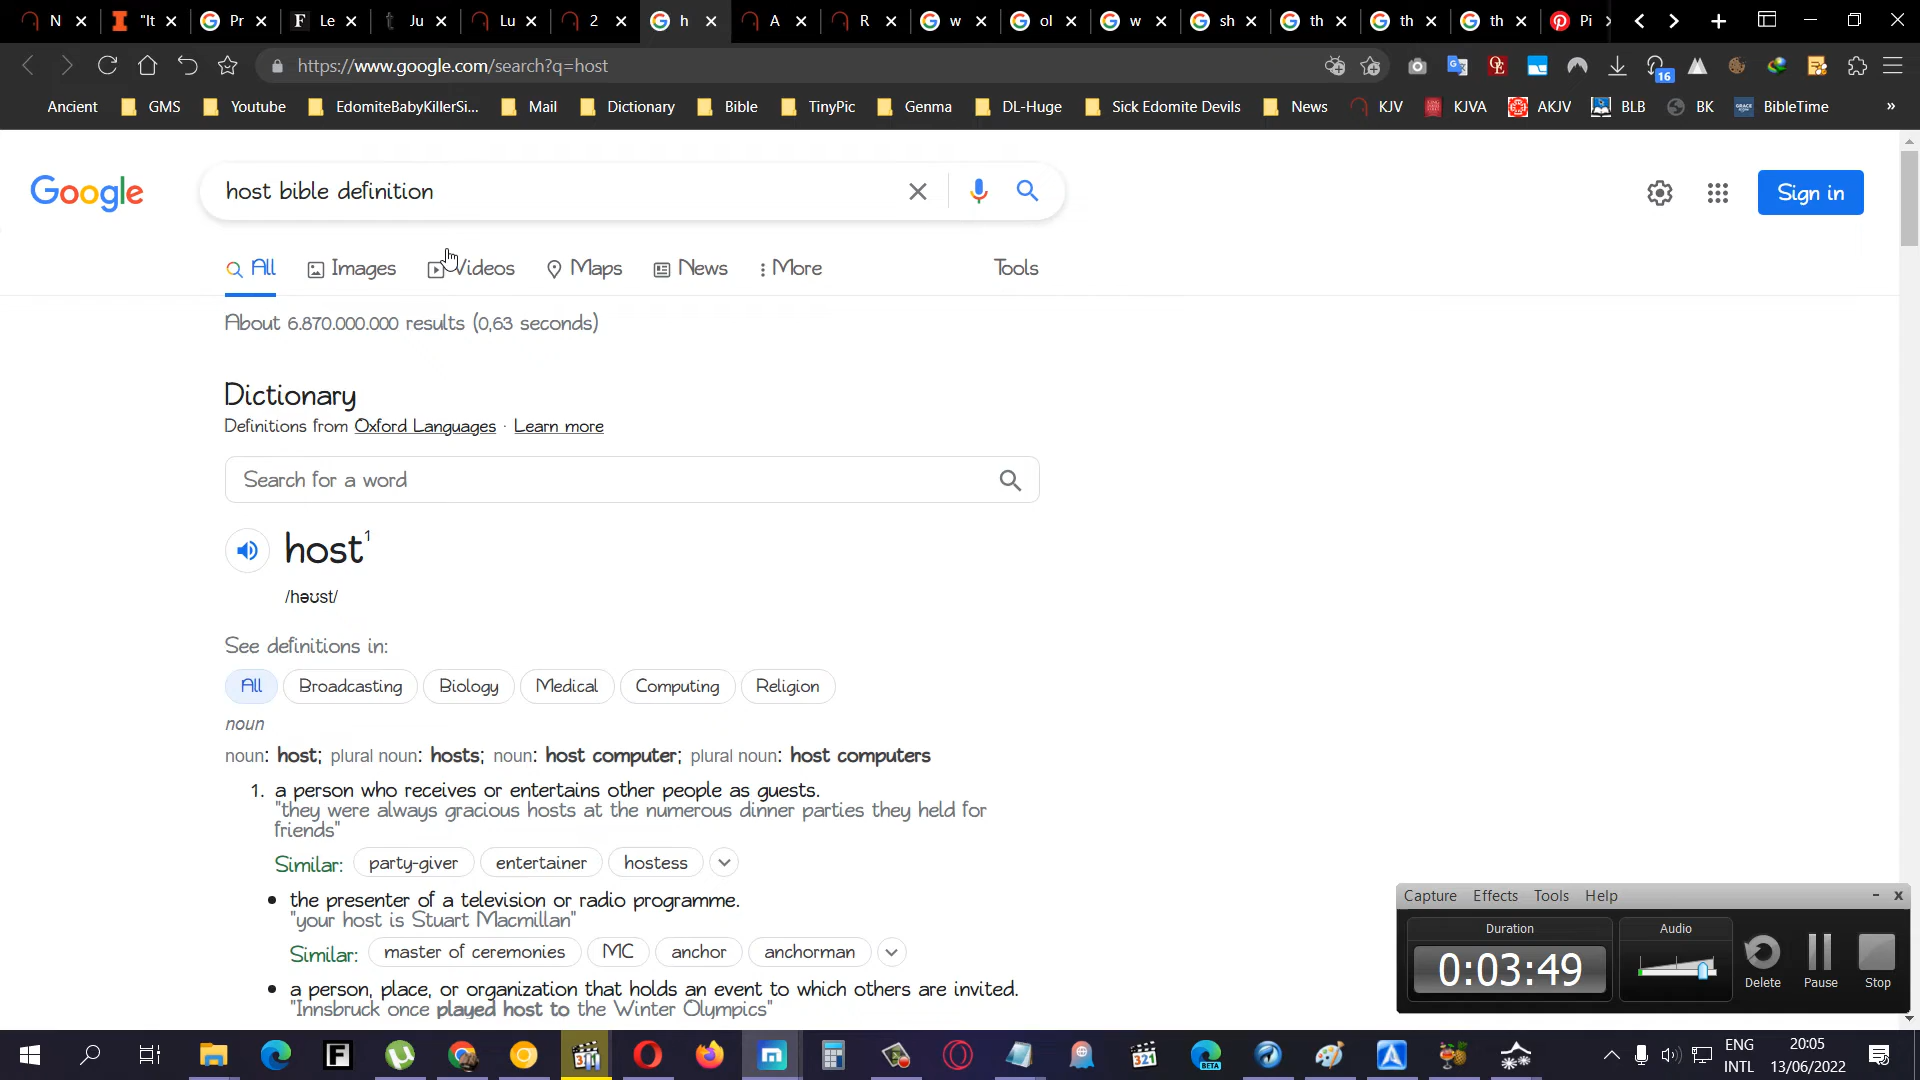 N
"It
Pr
Le
Ju
Lu
2
h
A
R
w
ol
w
sh
th
th
th
Pi
https://www.google.com/search?q=host
16
Ancient
GMS
Youtube
EdomiteBabyKillerSi...
Mail
Dictionary
Bible
TinyPic
Genma
DL-Huge
Sick Edomite Devils
News
KJV
KJVA
AKJV
BLB
BK
BibleTime
»
Google
host bible definition
Sign in
All
Images
Videos
Maps
News
More
Tools
About 6.870.000.000 results (0,63 seconds)
Dictionary
Definitions from Oxford Languages · Learn more
Search for a word
host¹
/həʊst/
See definitions in:
All
Broadcasting
Biology
Medical
Computing
Religion
noun
noun: host; plural noun: hosts; noun: host computer; plural noun: host computers
1. a person who receives or entertains other people as guests.
"they were always gracious hosts at the numerous dinner parties they held for
friends"
Similar: party-giver entertainer hostess
• the presenter of a television or radio programme.
"your host is Stuart Macmillan"
Similar: master of ceremonies MC anchor anchorman
• a person, place, or organization that holds an event to which others are invited.
"Innsbruck once played host to the Winter Olympics"
Capture Effects Tools Help
Duration
0:03:49
Audio
Delete
Pause
Stop
321
BETA
ENG
INTL
20:05
13/06/2022